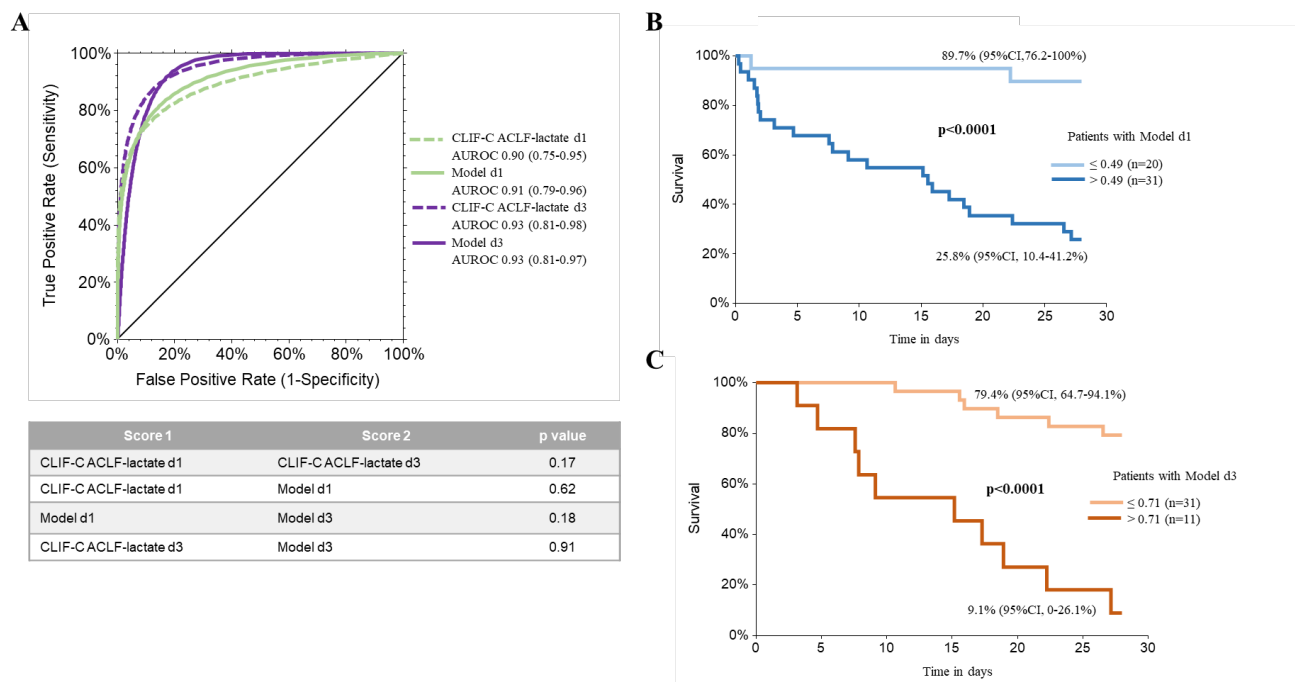 A
100%
80%
60%
40%
20%
0%
True Positive Rate (Sensitivity)
0% 20% 40% 60% 80% 100%
False Positive Rate (1-Specificity)
CLIF-C ACLF-lactate d1
AUROC 0.90 (0.75-0.95)
Model d1
AUROC 0.91 (0.79-0.96)
CLIF-C ACLF-lactate d3
AUROC 0.93 (0.81-0.98)
Model d3
AUROC 0.93 (0.81-0.97)
Score 1 Score 2 p value
CLIF-C ACLF-lactate d1 CLIF-C ACLF-lactate d3 0.17
CLIF-C ACLF-lactate d1 Model d1 0.62
Model d1 Model d3 0.18
CLIF-C ACLF-lactate d3 Model d3 0.91
B
100%
80%
60%
40%
20%
0%
Survival
89.7% (95%CI,76.2-100%)
p<0.0001
Patients with Model d1
≤ 0.49 (n=20)
> 0.49 (n=31)
25.8% (95%CI, 10.4-41.2%)
0 5 10 15 20 25 30
Time in days
C
100%
80%
60%
40%
20%
0%
Survival
79.4% (95%CI, 64.7-94.1%)
p<0.0001
Patients with Model d3
≤ 0.71 (n=31)
> 0.71 (n=11)
9.1% (95%CI, 0-26.1%)
0 5 10 15 20 25 30
Time in days